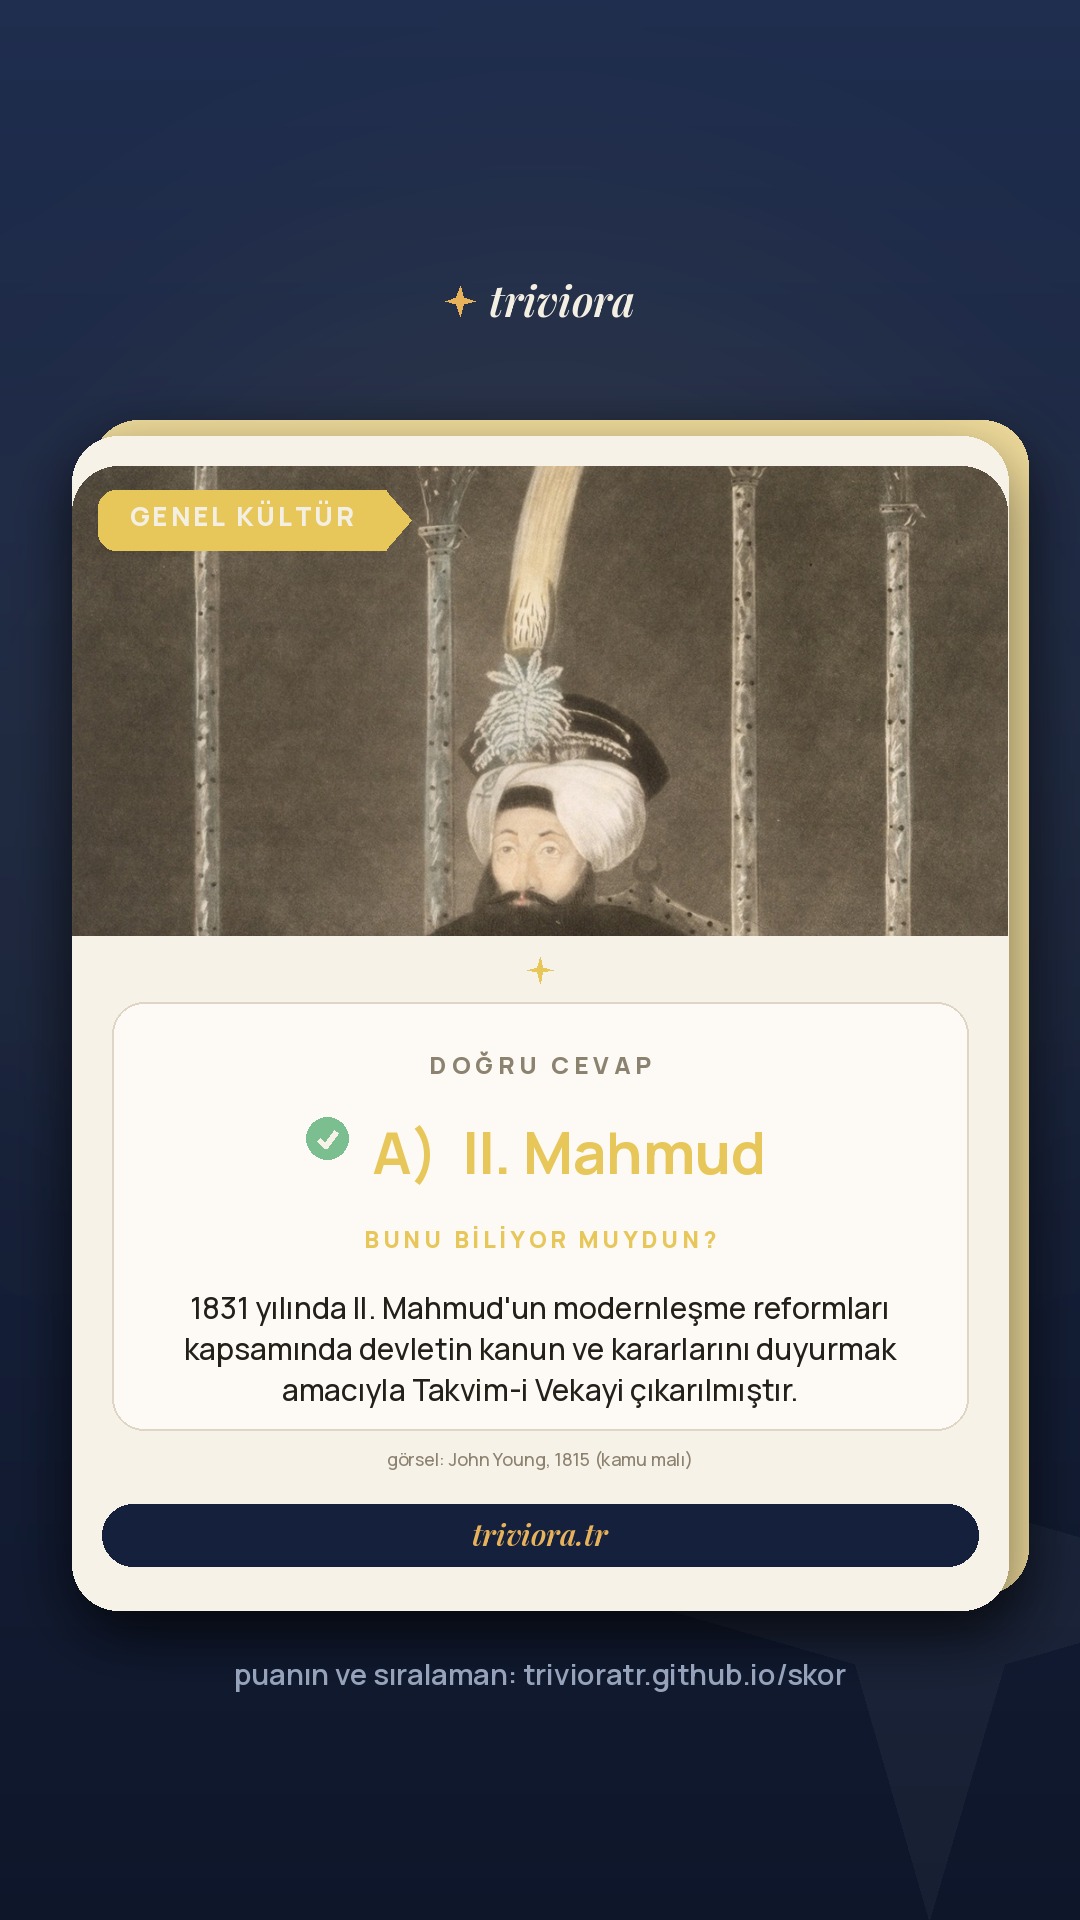 triviora
GENEL KÜLTÜR
DOĞRU CEVAP
A) II. Mahmud
BUNU BİLİYOR MUYDUN?
1831 yılında II. Mahmud'un modernleşme reformları
kapsamında devletin kanun ve kararlarını duyurmak
amacıyla Takvim-i Vekayi çıkarılmıştır.
görsel: John Young, 1815 (kamu malı)
triviora.tr
puanın ve sıralaman: trivioratr.github.io/skor